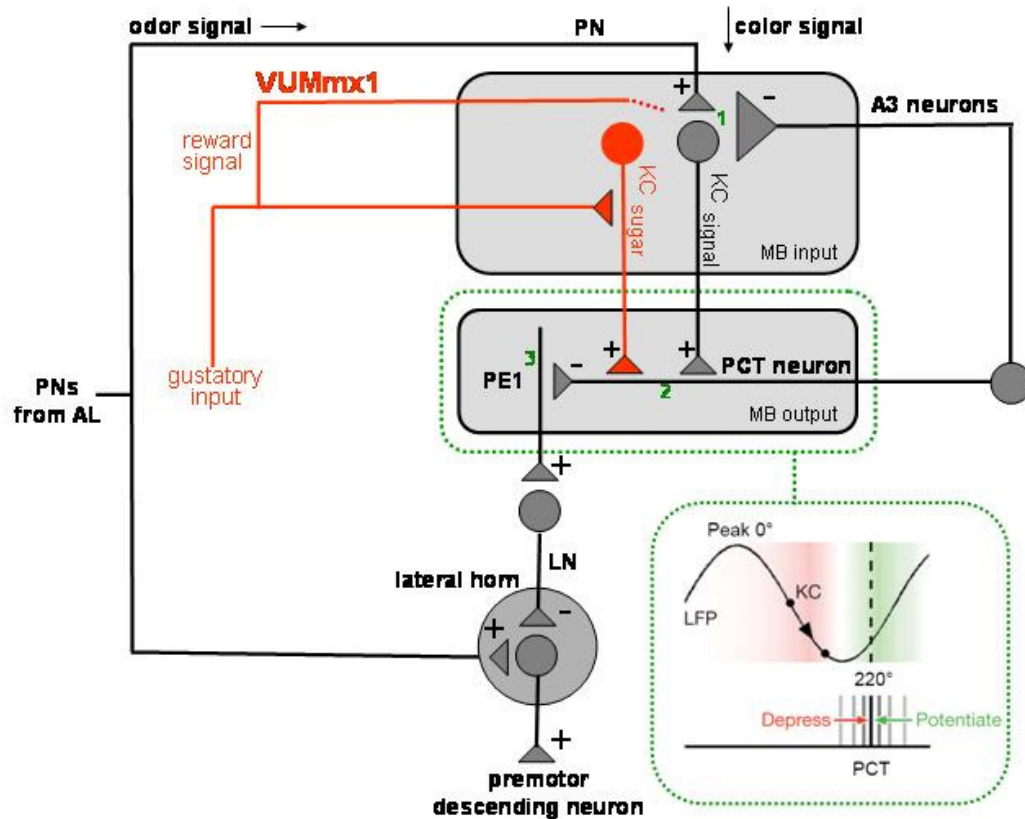 odor signal
PN
color signal
VUMmx1
+
-
A3 neurons
1
reward
signal
KC sugar
KC signal
MB input
gustatory
input
3
+
+
PCT neuron
PE1
-
2
MB output
PNs
from AL
+
LN
lateral horn
-
+
+
premotor
descending neuron
Peak 0°
KC
LFP
220°
Depress
Potentiate
PCT